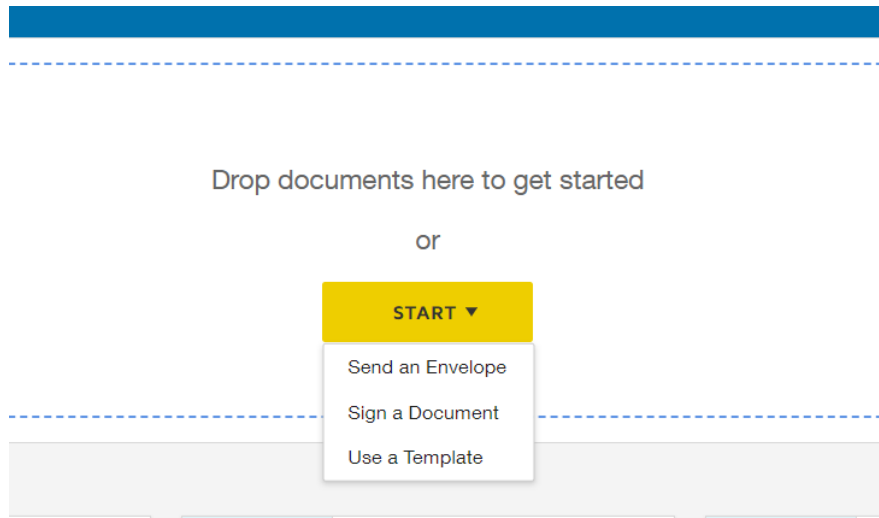 Drop documents here to get started
or
START
Send an Envelope
Sign a Document
Use a Template